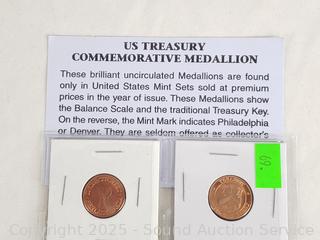 US TREASURY
COMMEMORATIVE MEDALLION
These brilliant uncirculated Medallions are found
only in United States Mint Sets sold at premium
prices in the year of issue. These Medallions show
the Balance Scale and the traditional Treasury Key.
On the reverse, the Mint Mark indicates Philadelphia
or Denver. They are seldom offered as collector's
69¢
Copyright 2025 - Sound Auction Service